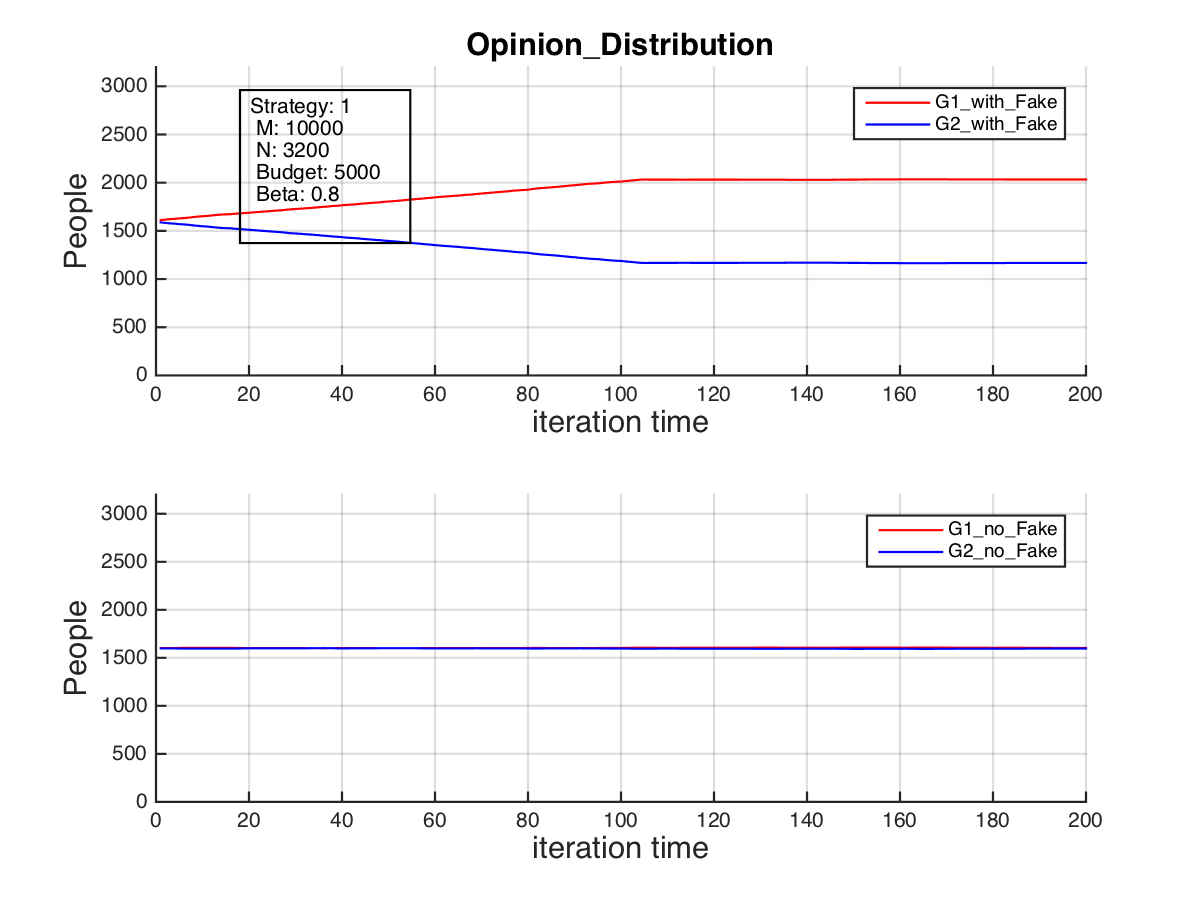 Opinion_Distribution
3000
2500
2000
1500
1000
500
0
People
Strategy: 1
M: 10000
N: 3200
Budget: 5000
Beta: 0.8
G1_with_Fake
G2_with_Fake
0 20 40 60 80 100 120 140 160 180 200
iteration time
3000
2500
2000
1500
1000
500
0
People
G1_no_Fake
G2_no_Fake
0 20 40 60 80 100 120 140 160 180 200
iteration time